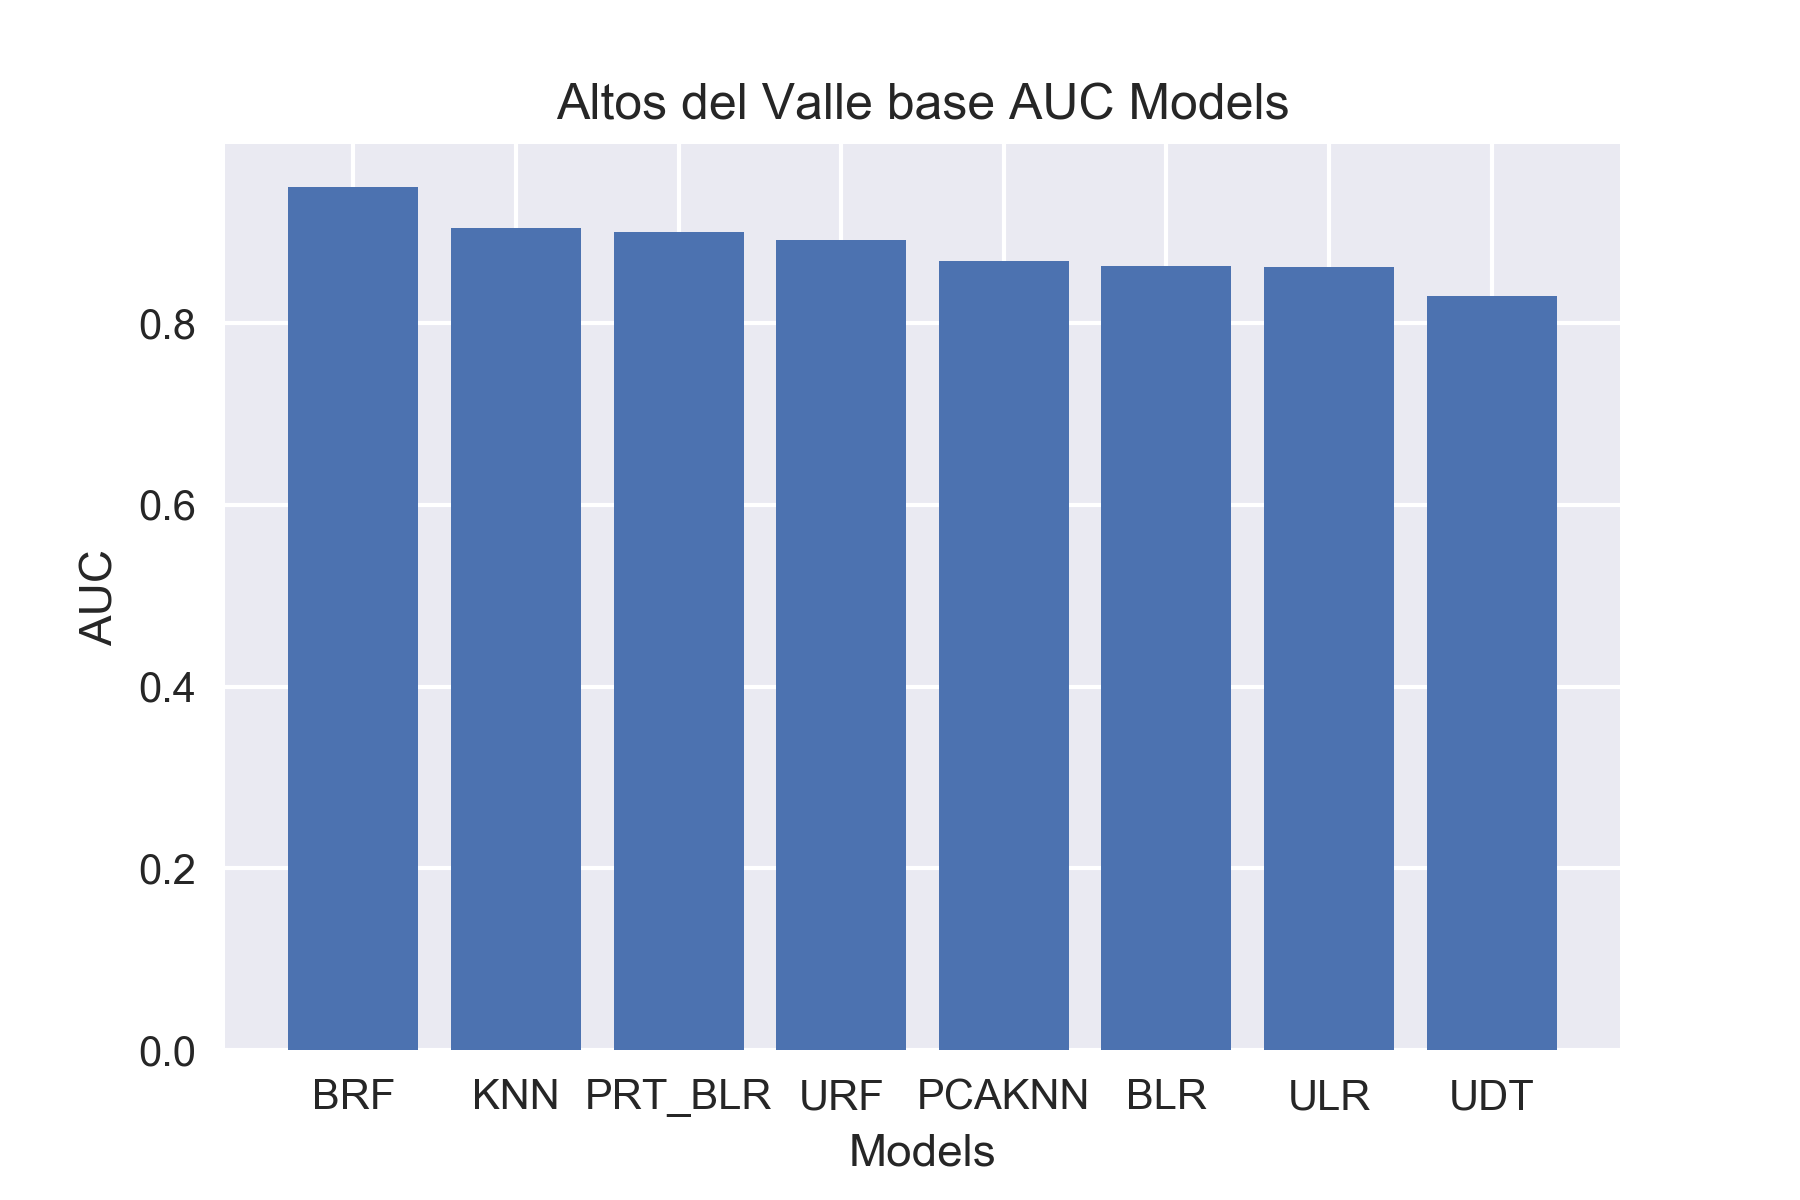 Altos del Valle base AUC Models
0.8
0.6
0.4
0.2
0.0
AUC
BRF KNN PRT_BLR URF PCAKNN BLR ULR UDT
Models